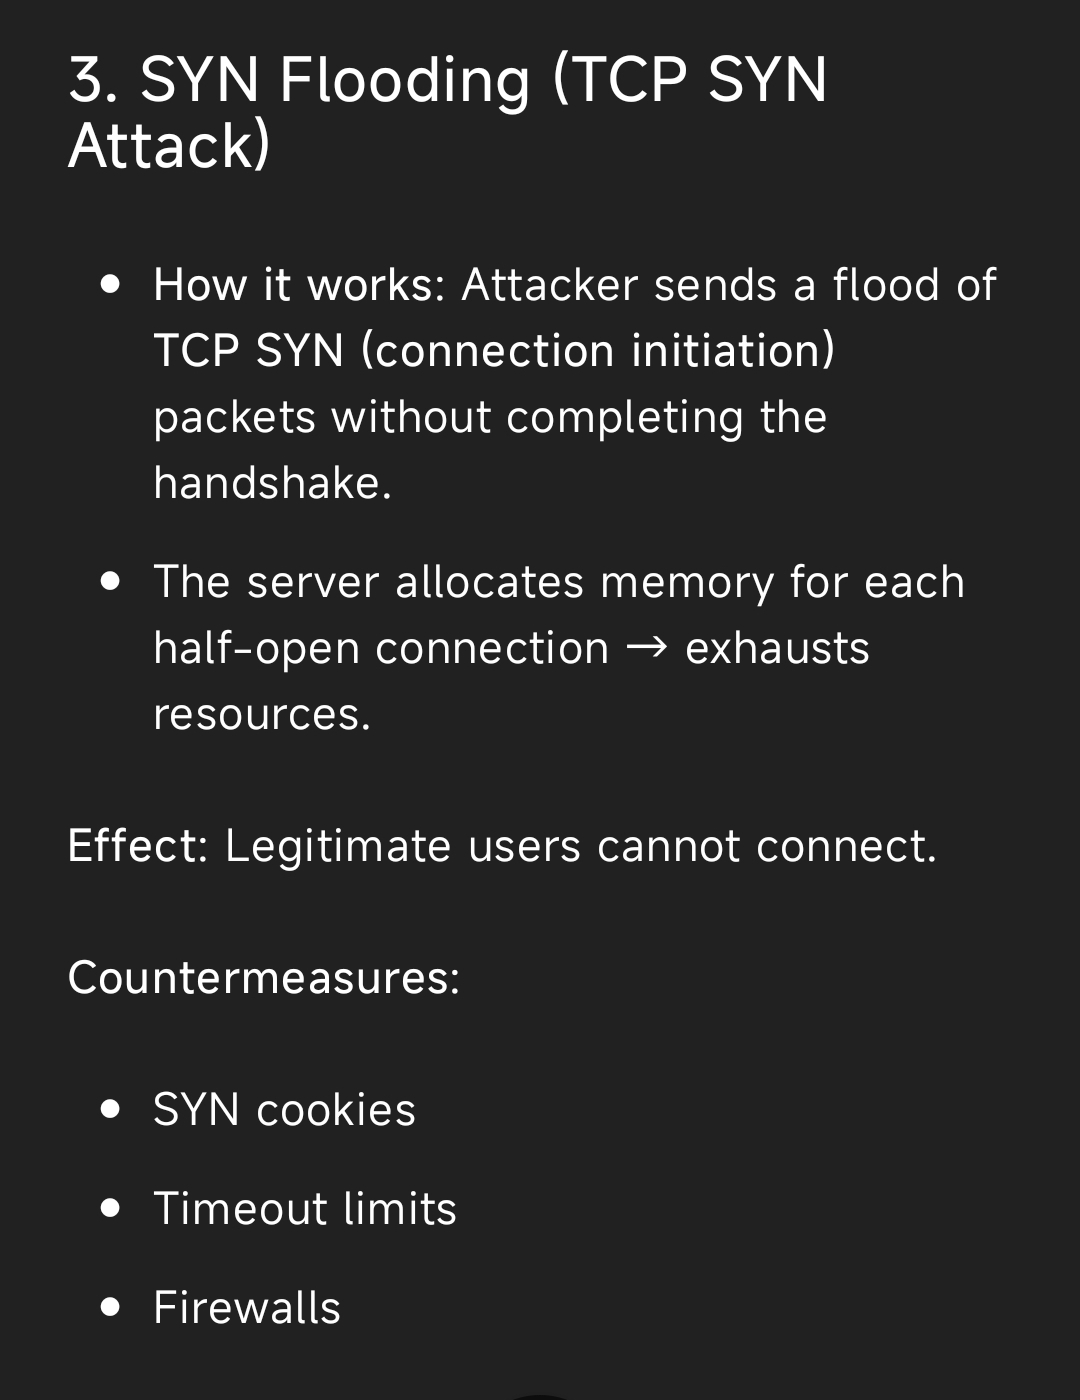 3. SYN Flooding (TCP SYN
Attack)
• How it works: Attacker sends a flood of
TCP SYN (connection initiation)
packets without completing the
handshake.
• The server allocates memory for each
half-open connection → exhausts
resources.
Effect: Legitimate users cannot connect.
Countermeasures:
• SYN cookies
• Timeout limits
• Firewalls